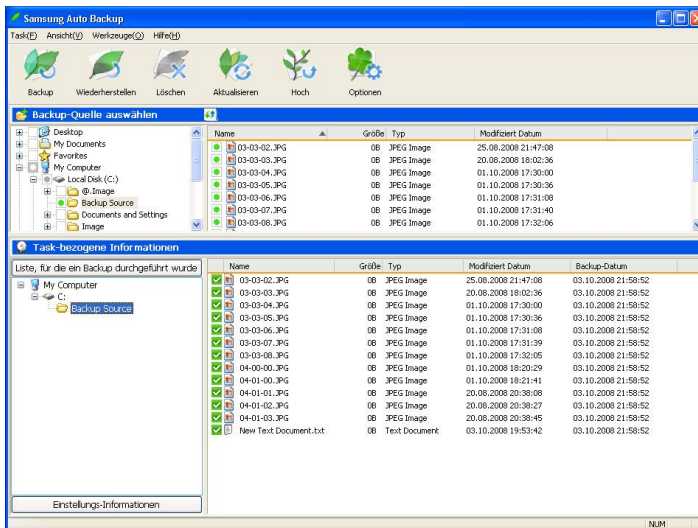 Samsung Auto Backup
Task(F) Ansicht(V) Werkzeuge(O) Hilfe(H)
Backup Wiederherstellen Löschen Aktualisieren Hoch Optionen
Backup-Quelle auswählen
Desktop
My Documents
Favorites
My Computer
Local Disk (C:)
@.Image
Backup Source
Documents and Settings
Image
Name Größe Typ Modifiziert Datum
03-03-02.JPG 0B JPEG Image 25.08.2008 21:47:08
03-03-03.JPG 0B JPEG Image 20.08.2008 18:02:36
03-03-04.JPG 0B JPEG Image 01.10.2008 17:30:00
03-03-05.JPG 0B JPEG Image 01.10.2008 17:30:36
03-03-06.JPG 0B JPEG Image 01.10.2008 17:31:08
03-03-07.JPG 0B JPEG Image 01.10.2008 17:31:40
03-03-08.JPG 0B JPEG Image 01.10.2008 17:32:06
Task-bezogene Informationen
Liste, für die ein Backup durchgeführt wurde
My Computer
C:
Backup Source
Name Größe Typ Modifiziert Datum Backup-Datum
03-03-02.JPG 0B JPEG Image 25.08.2008 21:47:08 03.10.2008 21:58:52
03-03-03.JPG 0B JPEG Image 20.08.2008 18:02:36 03.10.2008 21:58:52
03-03-04.JPG 0B JPEG Image 01.10.2008 17:30:00 03.10.2008 21:58:52
03-03-05.JPG 0B JPEG Image 01.10.2008 17:30:36 03.10.2008 21:58:52
03-03-06.JPG 0B JPEG Image 01.10.2008 17:31:08 03.10.2008 21:58:52
03-03-07.JPG 0B JPEG Image 01.10.2008 17:31:39 03.10.2008 21:58:52
03-03-08.JPG 0B JPEG Image 01.10.2008 17:32:05 03.10.2008 21:58:52
04-00-00.JPG 0B JPEG Image 01.10.2008 18:20:29 03.10.2008 21:58:52
04-01-00.JPG 0B JPEG Image 01.10.2008 18:21:41 03.10.2008 21:58:52
04-01-01.JPG 0B JPEG Image 20.08.2008 20:38:08 03.10.2008 21:58:52
04-01-02.JPG 0B JPEG Image 20.08.2008 20:38:27 03.10.2008 21:58:52
04-01-03.JPG 0B JPEG Image 20.08.2008 20:38:45 03.10.2008 21:58:52
New Text Document.txt 0B Text Document 03.10.2008 19:53:42 03.10.2008 21:58:52
Einstellungs-Informationen
NUM